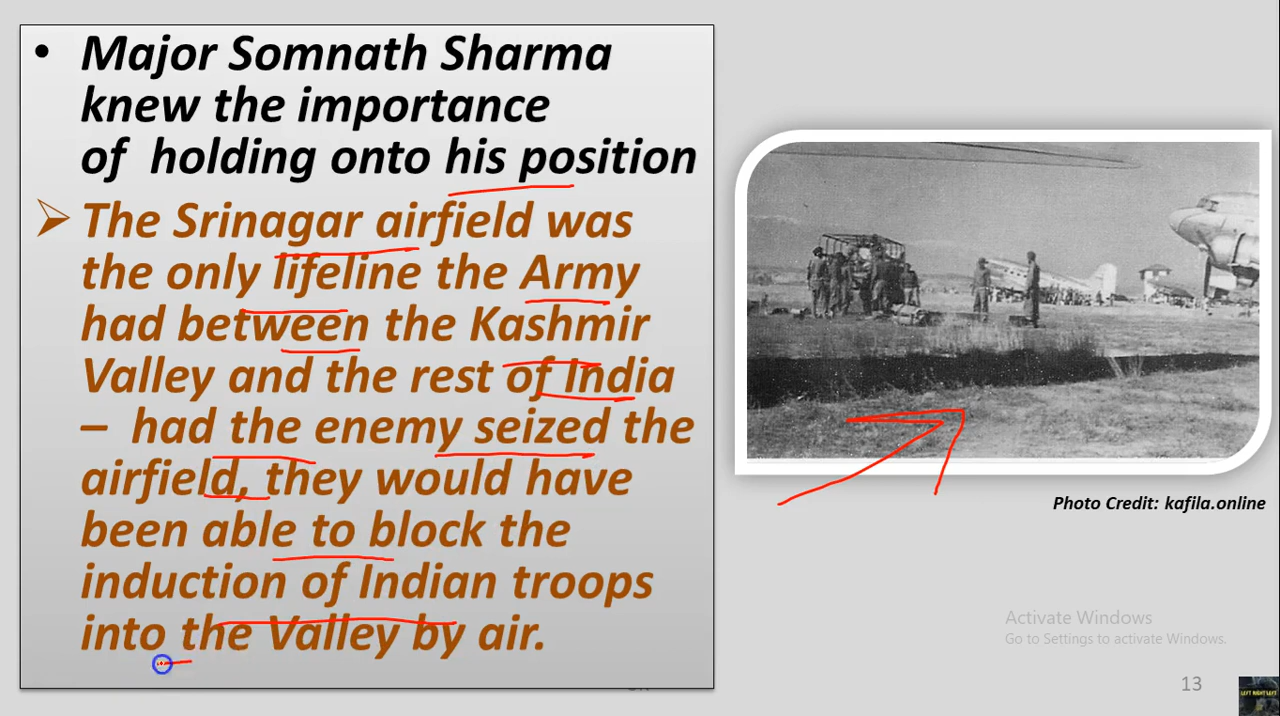 • Major Somnath Sharma
knew the importance
of holding onto his position
➢ The Srinagar airfield was
the only lifeline the Army
had between the Kashmir
Valley and the rest of India
– had the enemy seized the
airfield, they would have
been able to block the
induction of Indian troops
into the Valley by air.
Photo Credit: kafila.online
Activate Windows
Go to Settings to activate Windows.
13
LEFT RIGHT LEFT